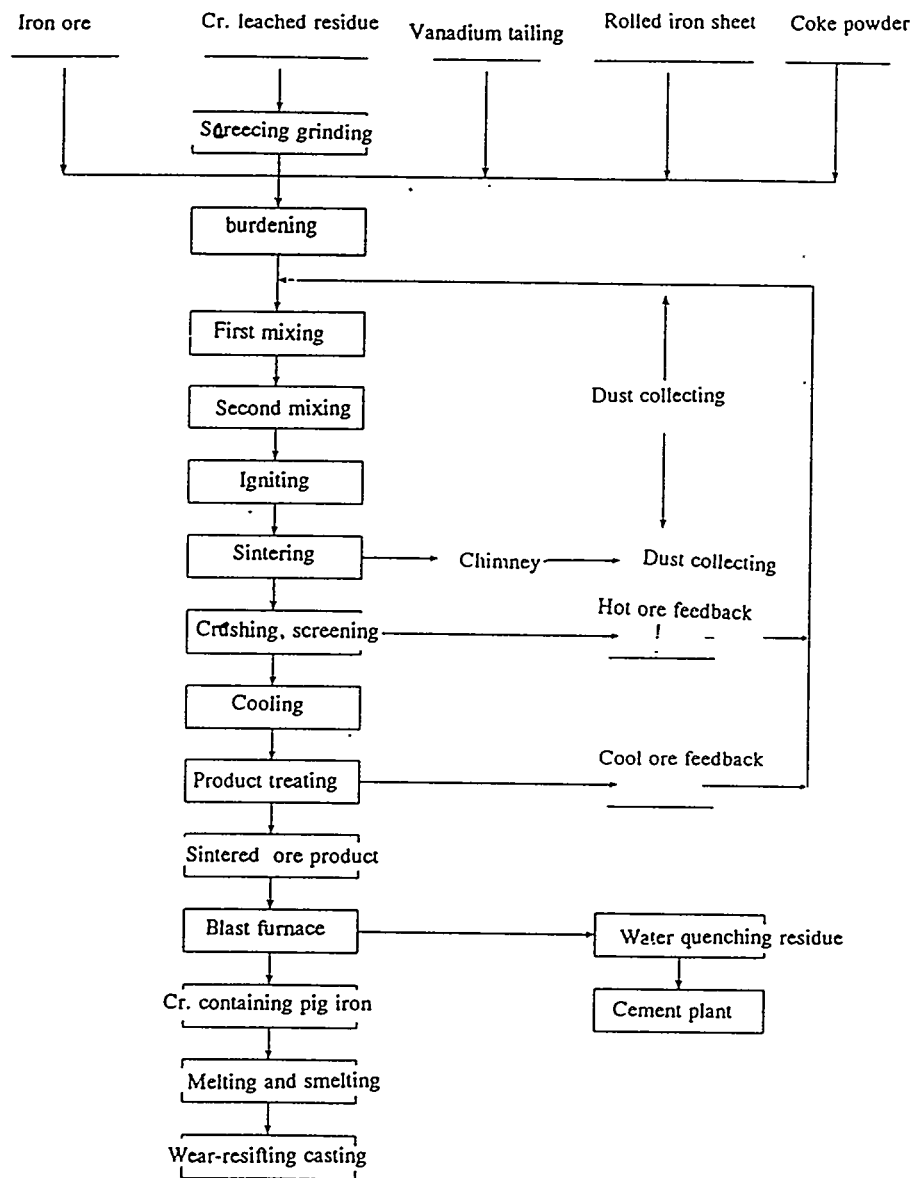 Iron ore
Cr. leached residue
Vanadium tailing
Rolled iron sheet
Coke powder
Screecing grinding
burdening
First mixing
Second mixing
Dust collecting
Igniting
Sintering
Chimney
Dust collecting
Hot ore feedback
Crushing, screening
Cooling
Cool ore feedback
Product treating
Sintered ore product
Blast furnace
Water quenching residue
Cr. containing pig iron
Cement plant
Melting and smelting
Wear-resifting casting